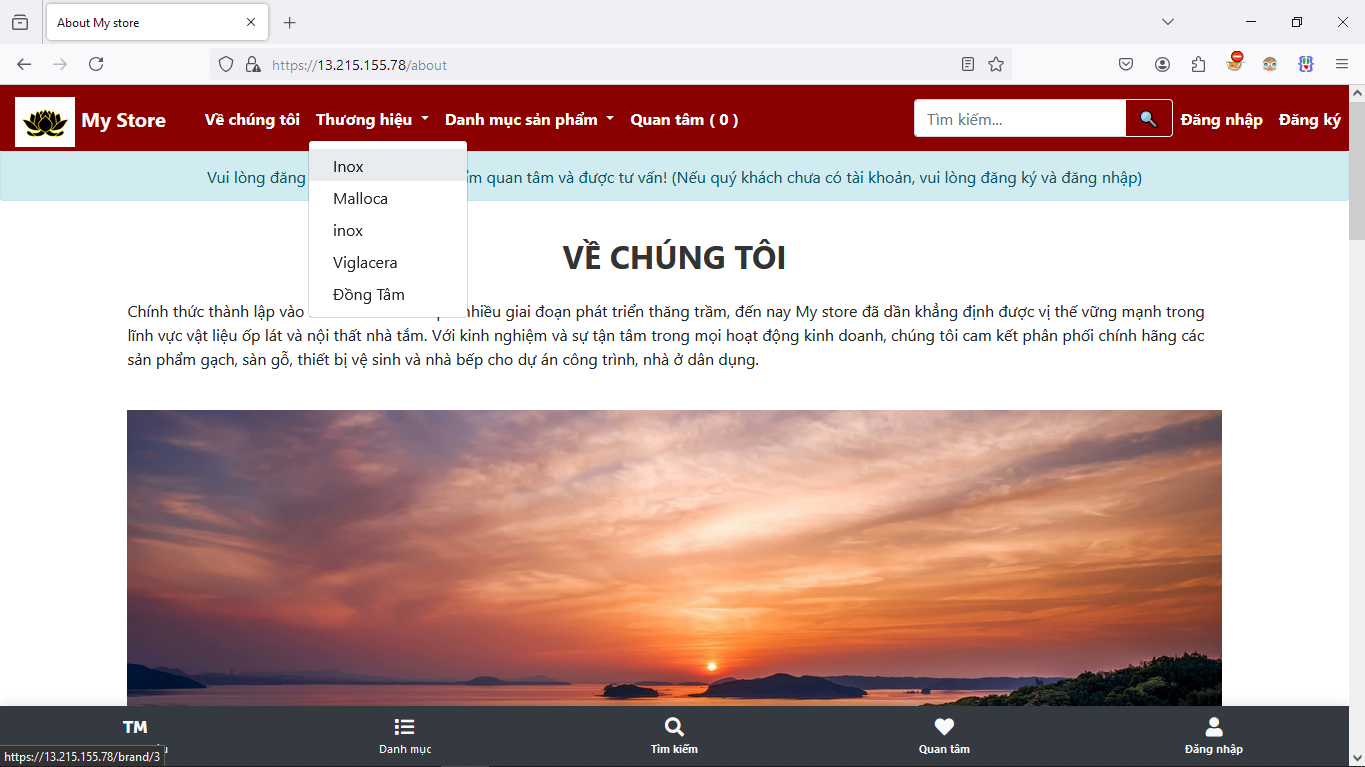 About My store
https://13.215.155.78/about
My Store
Về chúng tôi
Thương hiệu
Danh mục sản phẩm
Quan tâm ( 0 )
Tìm kiếm...
Đăng nhập
Đăng ký
Inox
Malloca
inox
Viglacera
Đồng Tâm
Vui lòng đăng quan tâm và được tư vấn! (Nếu quý khách chưa có tài khoản, vui lòng đăng ký và đăng nhập)
VỀ CHÚNG TÔI
Chính thức thành lập vào nhiều giai đoạn phát triển thăng trầm, đến nay My store đã dần khẳng định được vị thế vững mạnh trong
lĩnh vực vật liệu ốp lát và nội thất nhà tắm. Với kinh nghiệm và sự tận tâm trong mọi hoạt động kinh doanh, chúng tôi cam kết phân phối chính hãng các
sản phẩm gạch, sàn gỗ, thiết bị vệ sinh và nhà bếp cho dự án công trình, nhà ở dân dụng.
TM
Danh mục
Tìm kiếm
Quan tâm
Đăng nhập
https://13.215.155.78/brand/3